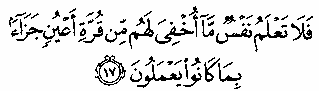 فَلَا تَعْلَمُ نَفْسٌ مَّآ أُخْفِىَ لَهُم مِّن قُرَّةِ أَعْيُنٍ جَزَآءًۢ
بِمَا كَانُوا۟ يَعْمَلُونَ ﴿١٧﴾